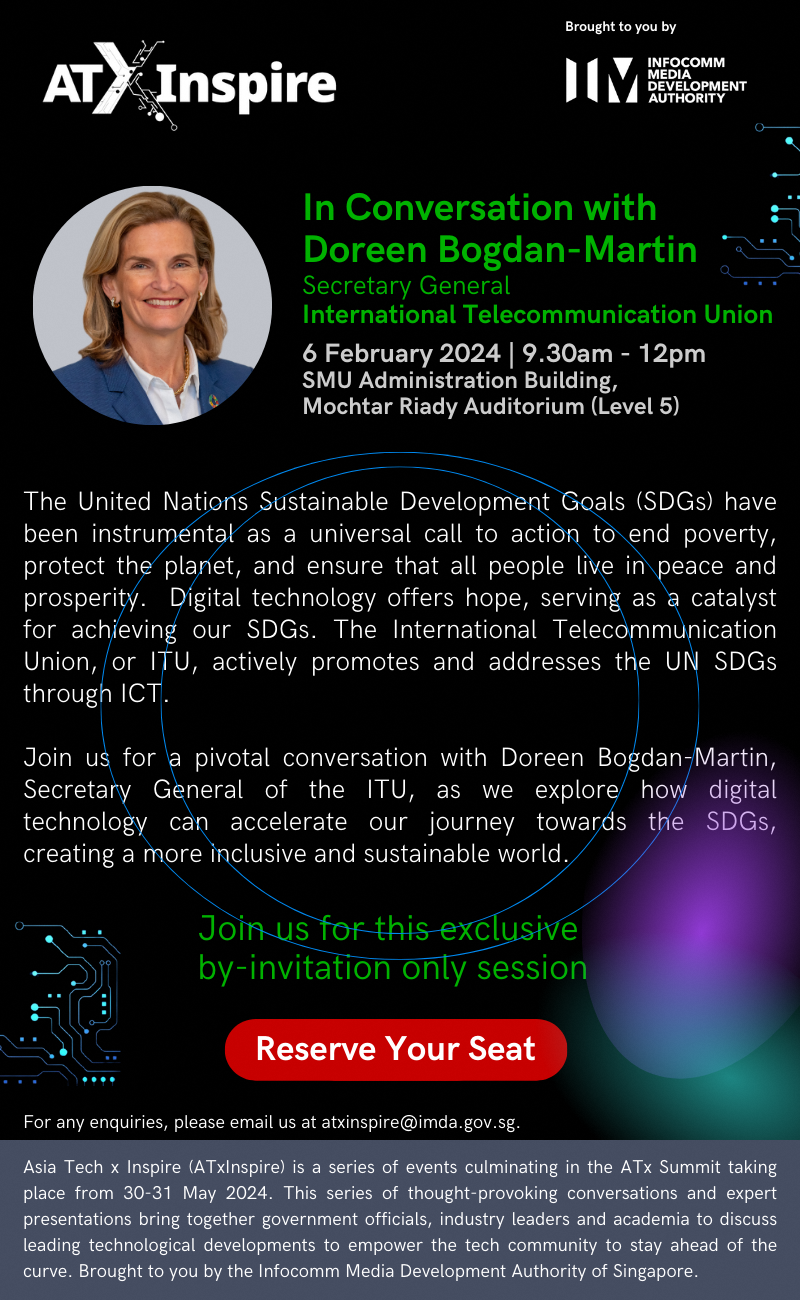 Brought to you by
ATxInspire
INFOCOMM
MEDIA
DEVELOPMENT
AUTHORITY
In Conversation with
Doreen Bogdan-Martin
Secretary General
International Telecommunication Union
6 February 2024 | 9.30am - 12pm
SMU Administration Building,
Mochtar Riady Auditorium (Level 5)
The United Nations Sustainable Development Goals (SDGs) have
been instrumental as a universal call to action to end poverty,
protect the planet, and ensure that all people live in peace and
prosperity. Digital technology offers hope, serving as a catalyst
for achieving our SDGs. The International Telecommunication
Union, or ITU, actively promotes and addresses the UN SDGs
through ICT.
Join us for a pivotal conversation with Doreen Bogdan-Martin,
Secretary General of the ITU, as we explore how digital
technology can accelerate our journey towards the SDGs,
creating a more inclusive and sustainable world.
Join us for this exclusive
by-invitation only session
Reserve Your Seat
For any enquiries, please email us at atxinspire@imda.gov.sg.
Asia Tech x Inspire (ATxInspire) is a series of events culminating in the ATx Summit taking
place from 30-31 May 2024. This series of thought-provoking conversations and expert
presentations bring together government officials, industry leaders and academia to discuss
leading technological developments to empower the tech community to stay ahead of the
curve. Brought to you by the Infocomm Media Development Authority of Singapore.